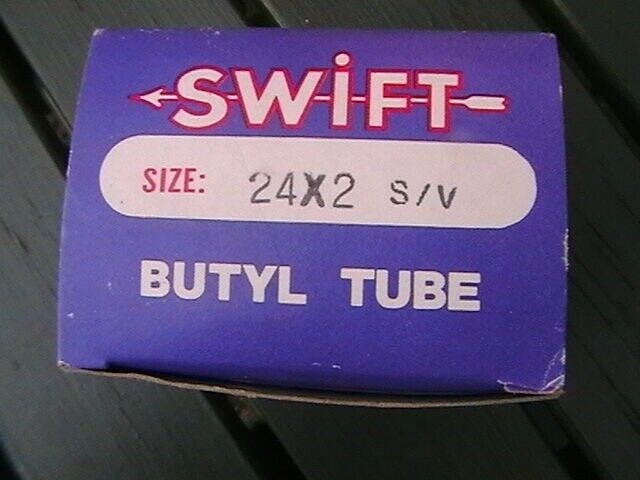 SWiFT
SIZE: 24X2 S/V
BUTYL TUBE